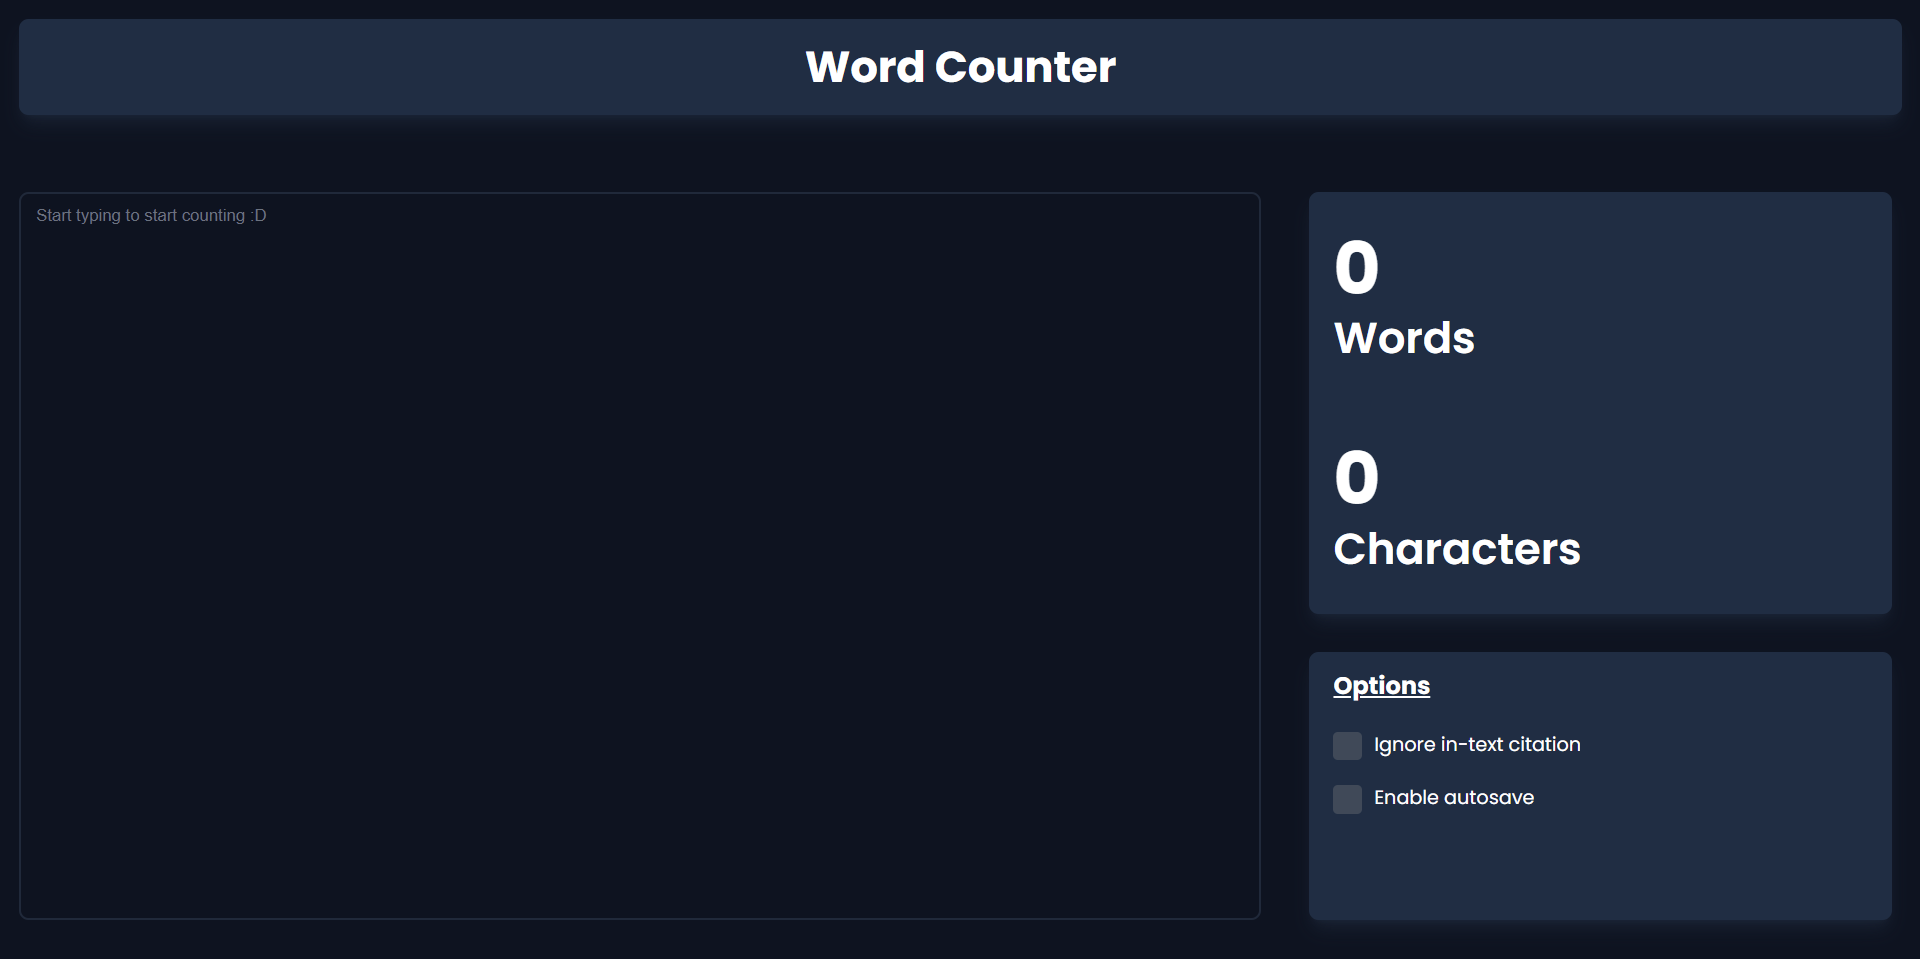 Word Counter
Start typing to start counting :D
0
Words
0
Characters
Options
Ignore in-text citation
Enable autosave